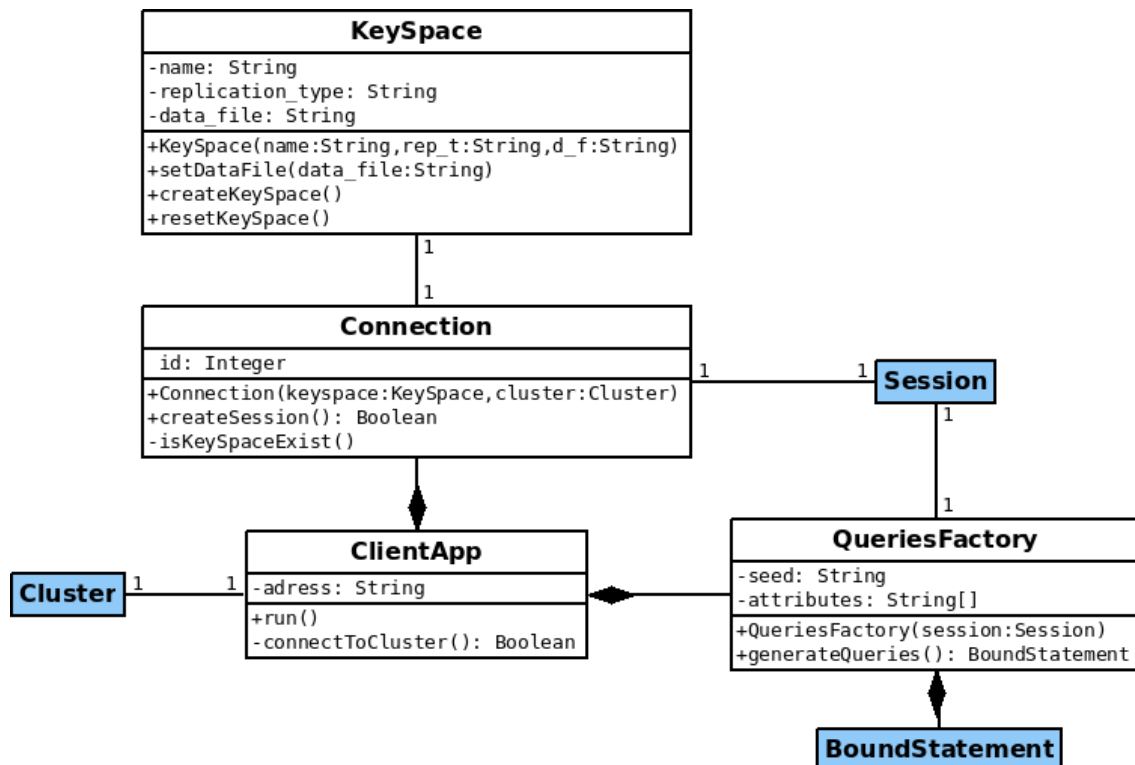 KeySpace
-name: String
-replication_type: String
-data_file: String
+KeySpace(name:String,rep_t:String,d_f:String)
+setDataFile(data_file:String)
+createKeySpace()
+resetKeySpace()
1
1
Connection
id: Integer
+Connection(keyspace:KeySpace,cluster:Cluster)
+createSession(): Boolean
-isKeySpaceExist()
1
1
Session
1
1
ClientApp
-adress: String
+run()
-connectToCluster(): Boolean
Cluster
1
1
QueriesFactory
-seed: String
-attributes: String[]
+QueriesFactory(session:Session)
+generateQueries(): BoundStatement
BoundStatement